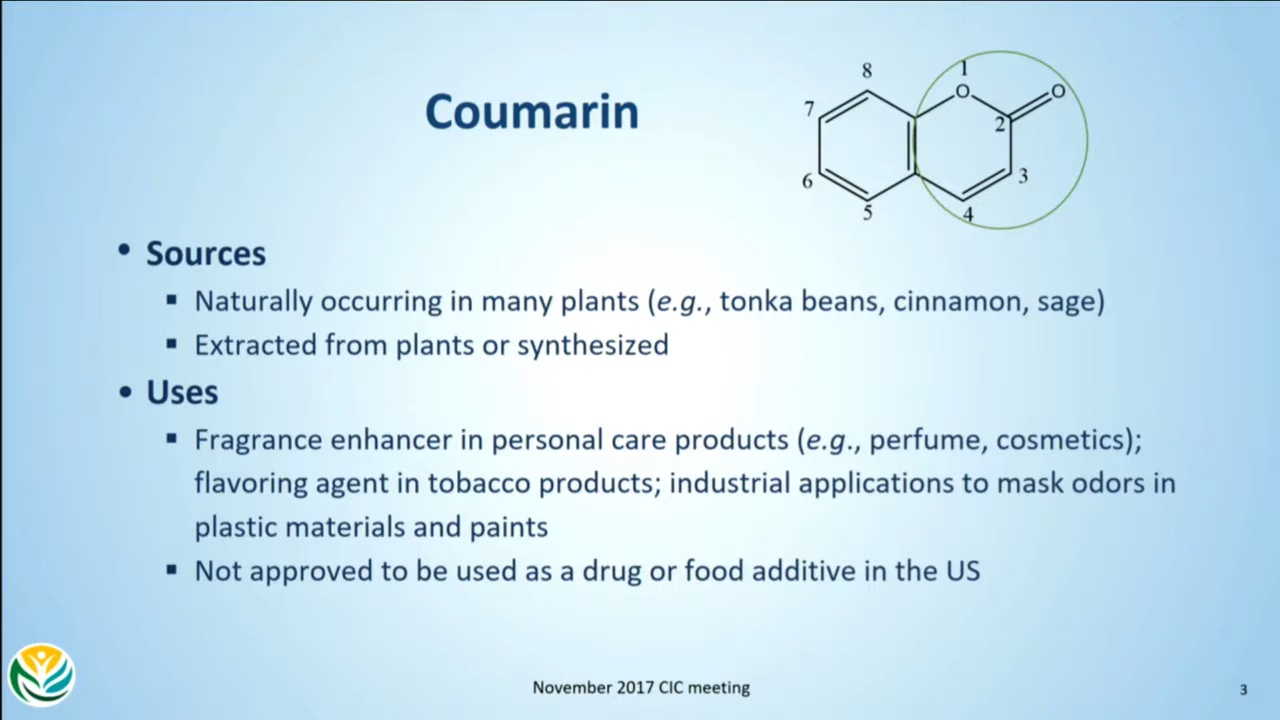 Coumarin
8
1
O
O
7
2
6
3
5
4
• Sources
▪ Naturally occurring in many plants (e.g., tonka beans, cinnamon, sage)
▪ Extracted from plants or synthesized
• Uses
▪ Fragrance enhancer in personal care products (e.g., perfume, cosmetics);
flavoring agent in tobacco products; industrial applications to mask odors in
plastic materials and paints
▪ Not approved to be used as a drug or food additive in the US
November 2017 CIC meeting
3